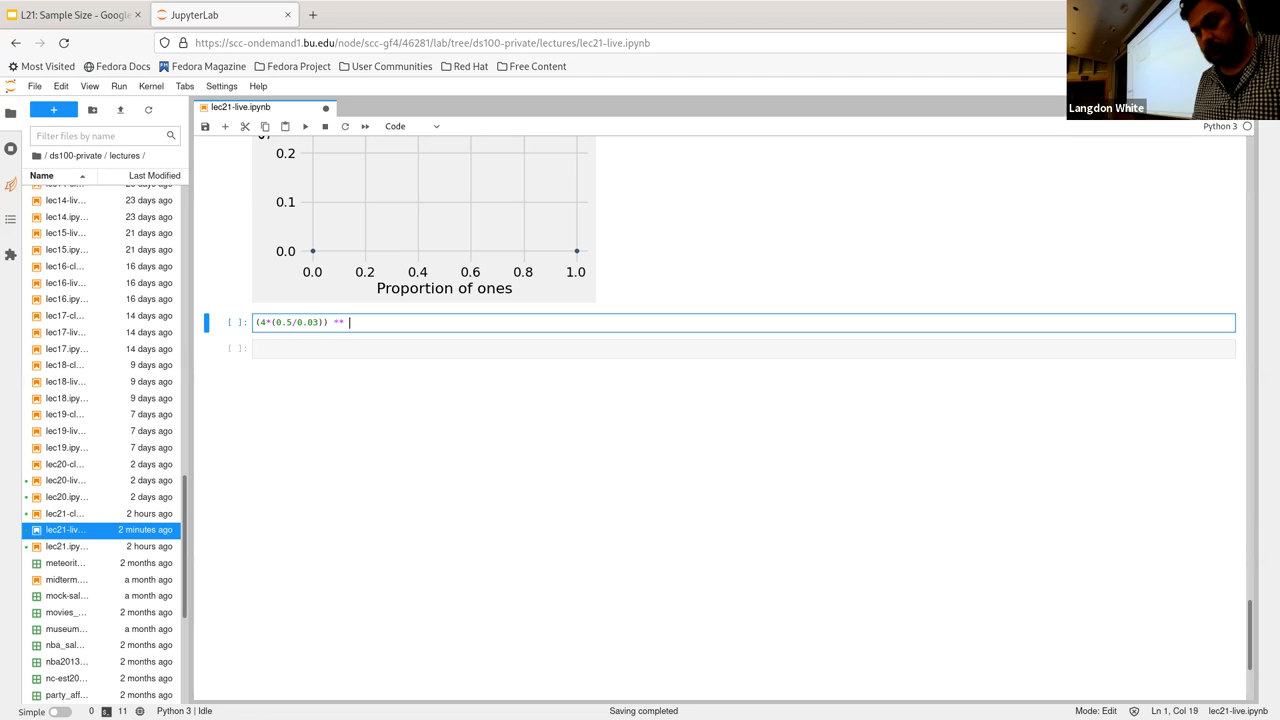 L21: Sample Size - Google
JupyterLab
https://scc-ondemand1.bu.edu/node/scc-gf4/46281/lab/tree/ds100-private/lectures/lec21-live.ipynb
Most Visited
Fedora Docs
Fedora Magazine
Fedora Project
User Communities
Red Hat
Free Content
Langdon White
File Edit View Run Kernel Tabs Settings Help
lec21-live.ipynb
Filter files by name
Code
Python 3
/ ds100-private / lectures /
Name Last Modified
23 days ago
lec14-liv... 23 days ago
lec14.ipy... 23 days ago
lec15-liv... 21 days ago
lec15.ipy... 21 days ago
lec16-cl... 16 days ago
lec16-liv... 16 days ago
lec16.ipy... 16 days ago
lec17-cl... 14 days ago
lec17-liv... 14 days ago
lec17.ipy... 14 days ago
lec18-cl... 9 days ago
lec18-liv... 9 days ago
lec18.ipy... 9 days ago
lec19-cl... 7 days ago
lec19-liv... 7 days ago
lec19.ipy... 7 days ago
lec20-cl... 2 days ago
lec20-liv... 2 days ago
lec20.ipy... 2 days ago
lec21-cl... 2 hours ago
lec21-liv... 2 minutes ago
lec21.ipy... 2 hours ago
meteorit... 2 months ago
midterm.... a month ago
mock-sal... a month ago
movies_... 2 months ago
museum... a month ago
nba_sal... 2 months ago
nba2013... 2 months ago
nc-est20... 2 months ago
party_aff... 2 months ago
0.2
0.1
0.0
0.0 0.2 0.4 0.6 0.8 1.0
Proportion of ones
[ ]: (4*(0.5/0.03)) **
[ ]:
Simple 0 11 Python 3 | Idle
Saving completed
Mode: Edit Ln 1, Col 19 lec21-live.ipynb